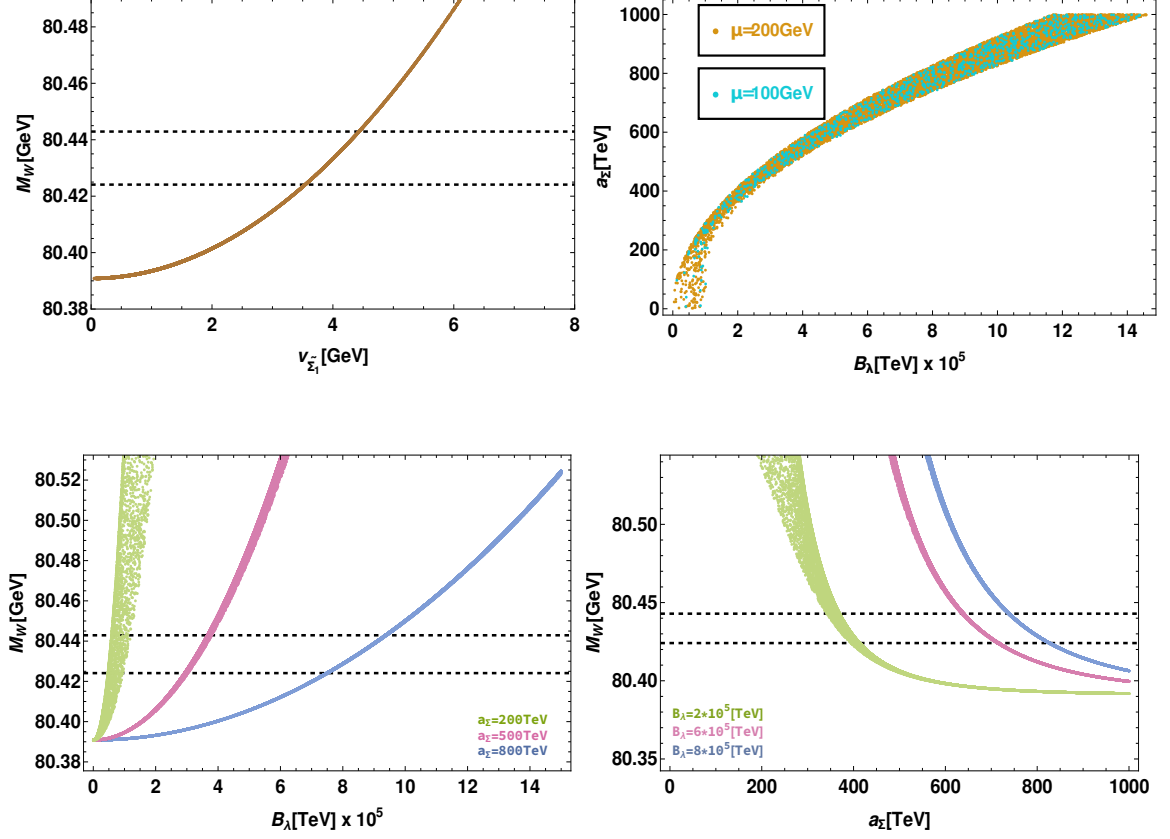 80.48
80.46
80.44
80.42
80.40
80.38
M_W[GeV]
0 2 4 6 8
v_{Σ̃_1}[GeV]
1000
800
600
400
200
0
a_Σ[TeV]
μ=200GeV
μ=100GeV
0 2 4 6 8 10 12 14
B_λ[TeV] x 10^5
80.52
80.50
80.48
80.46
80.44
80.42
80.40
80.38
M_W[GeV]
a_Σ=200TeV
a_Σ=500TeV
a_Σ=800TeV
0 2 4 6 8 10 12 14
B_λ[TeV] x 10^5
80.50
80.45
80.40
80.35
M_W[GeV]
B_λ=2*10^5[TeV]
B_λ=6*10^5[TeV]
B_λ=8*10^5[TeV]
0 200 400 600 800 1000
a_Σ[TeV]